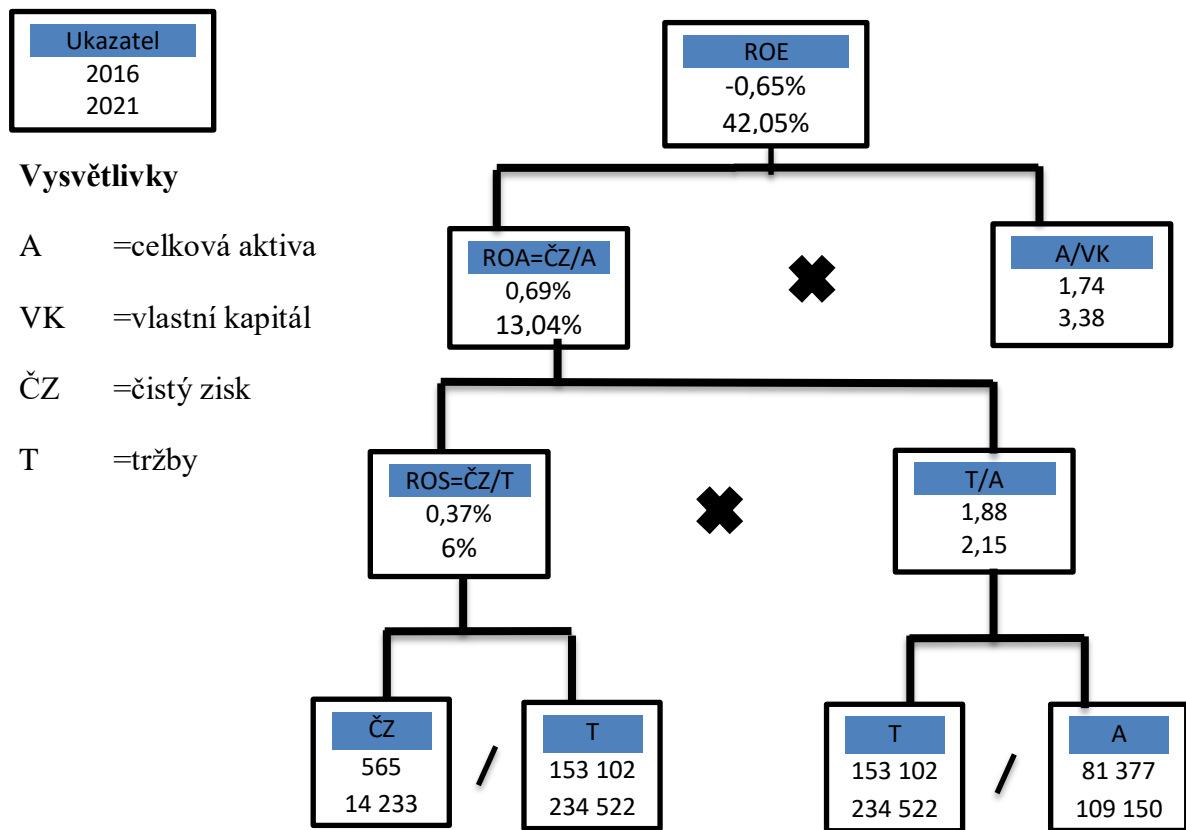 Ukazatel
2016
2021
ROE
-0,65%
42,05%
Vysvětlivky
A =celková aktiva
VK =vlastní kapitál
ČZ =čistý zisk
T =tržby
ROA=ČZ/A
0,69%
13,04%
A/VK
1,74
3,38
ROS=ČZ/T
0,37%
6%
T/A
1,88
2,15
ČZ
565
14 233
/
T
153 102
234 522
T
153 102
234 522
/
A
81 377
109 150